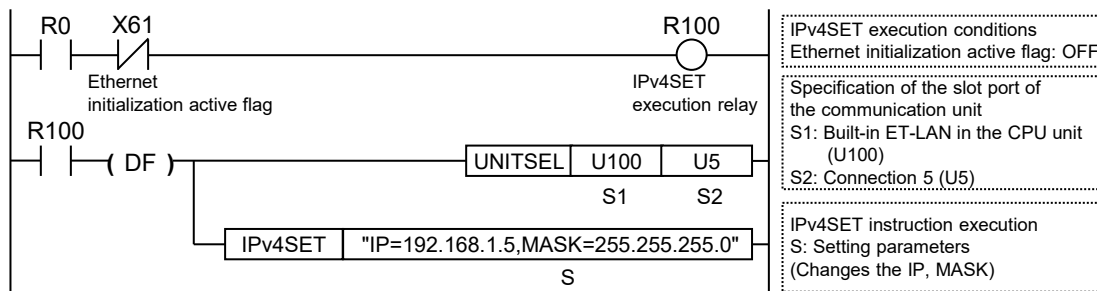 R0 X61 R100
Ethernet
initialization active flag
IPv4SET
execution relay
IPv4SET execution conditions
Ethernet initialization active flag: OFF
R100
( DF )
UNITSEL U100 U5
S1 S2
Specification of the slot port of
the communication unit
S1: Built-in ET-LAN in the CPU unit
(U100)
S2: Connection 5 (U5)
IPv4SET "IP=192.168.1.5,MASK=255.255.255.0"
S
IPv4SET instruction execution
S: Setting parameters
(Changes the IP, MASK)